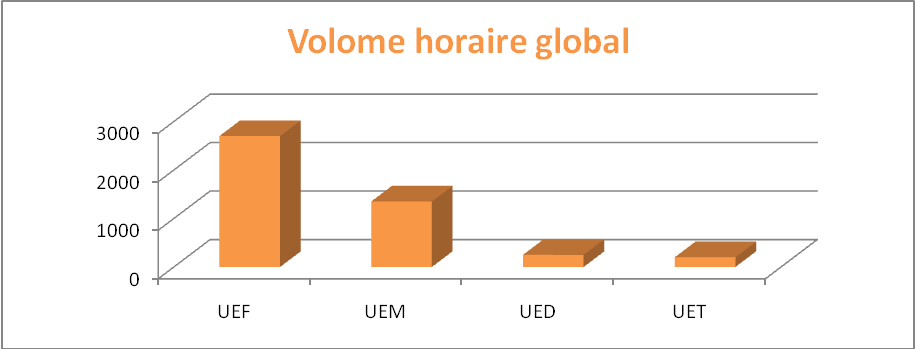 Volome horaire global
3000
2000
1000
0
UEF UEM UED UET